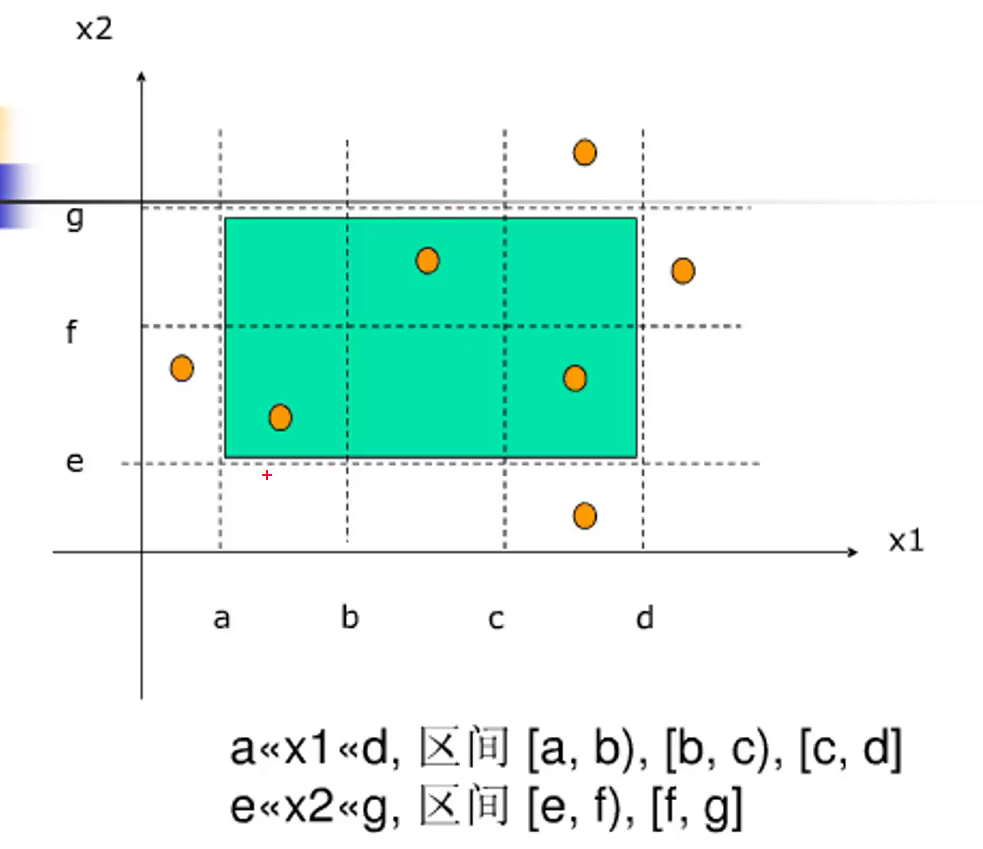 x2
g
f
e
x1
a b c d
a«x1«d, 区间 [a, b), [b, c), [c, d]
e«x2«g, 区间 [e, f), [f, g]